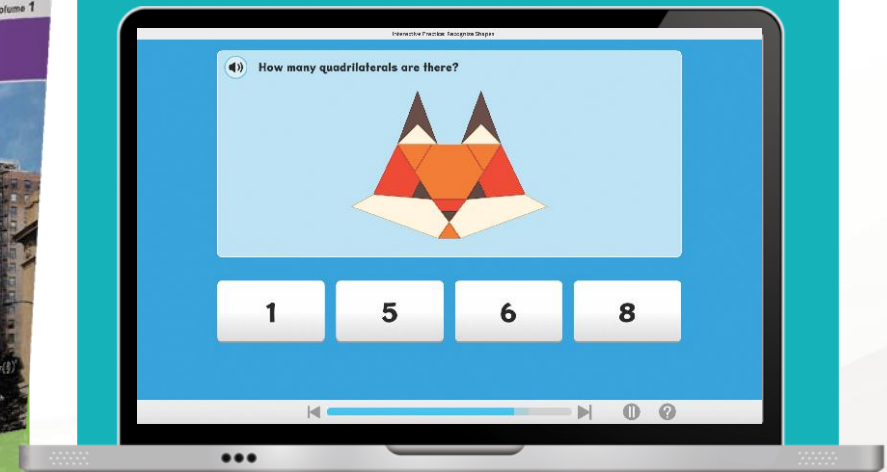 Volume 1
Interactive Practice: Recognize Shapes
How many quadrilaterals are there?
1
5
6
8